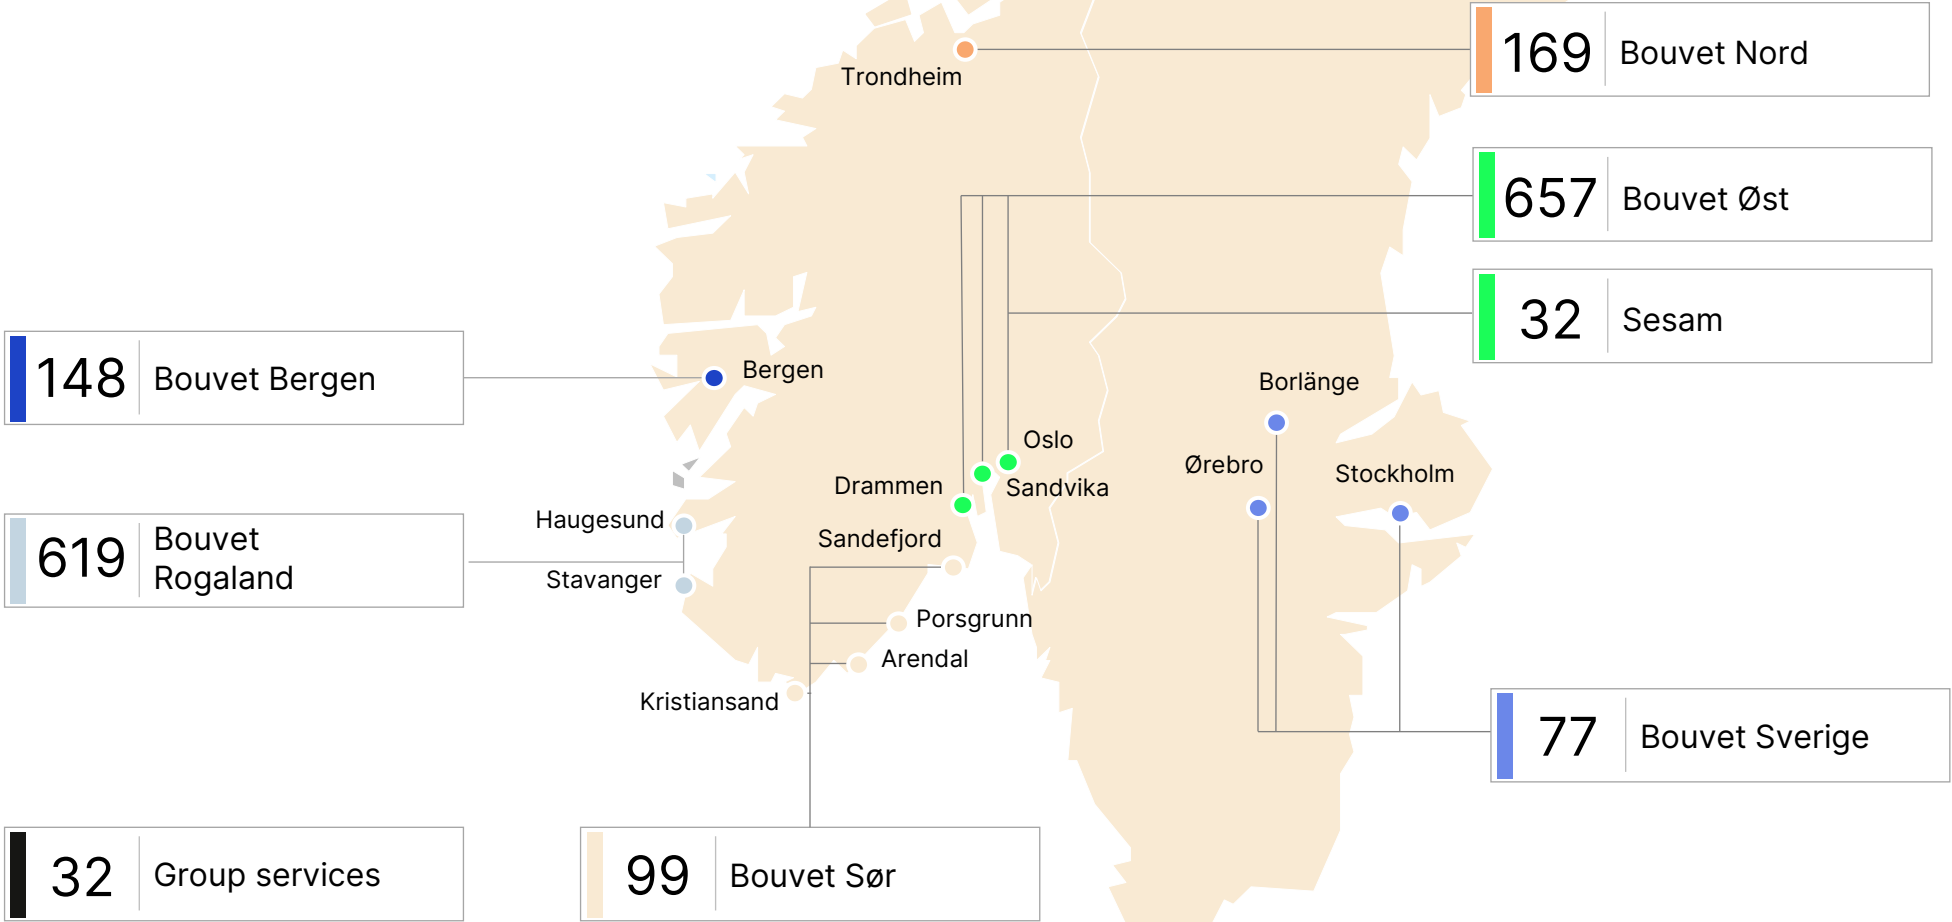 169 Bouvet Nord
Trondheim
657 Bouvet Øst
32 Sesam
148 Bouvet Bergen
Bergen
Borlänge
Oslo
Ørebro
Stockholm
Drammen
Sandvika
Haugesund
619 Bouvet
Rogaland
Sandefjord
Stavanger
Porsgrunn
Arendal
Kristiansand
77 Bouvet Sverige
32 Group services
99 Bouvet Sør